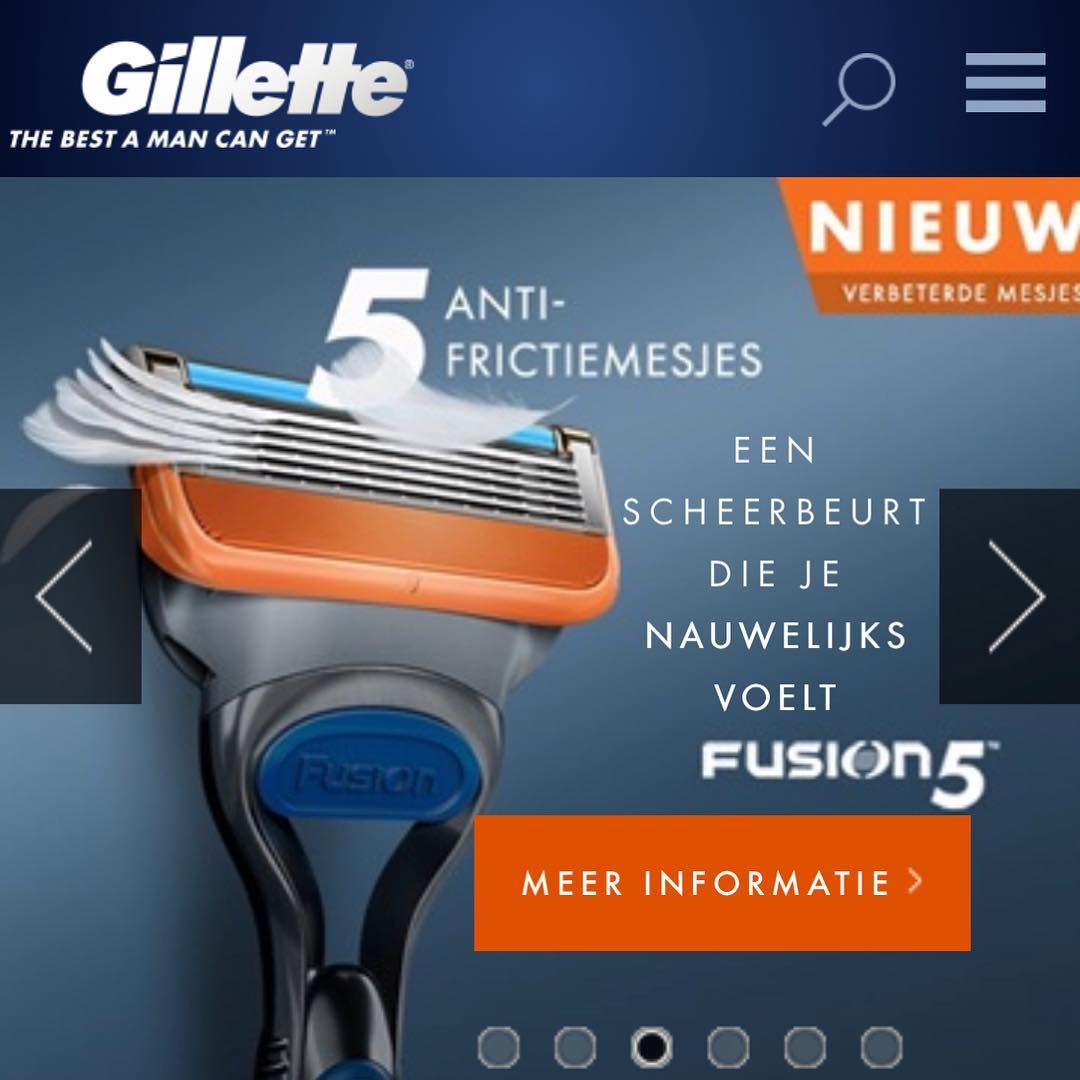 Gillette®
THE BEST A MAN CAN GET™
NIEUW
VERBETERDE MESJES
5 ANTI-
FRICTIEMESJES
EEN
SCHEERBEURT
DIE JE
NAUWELIJKS
VOELT
FUSION5™
Fusion
MEER INFORMATIE >